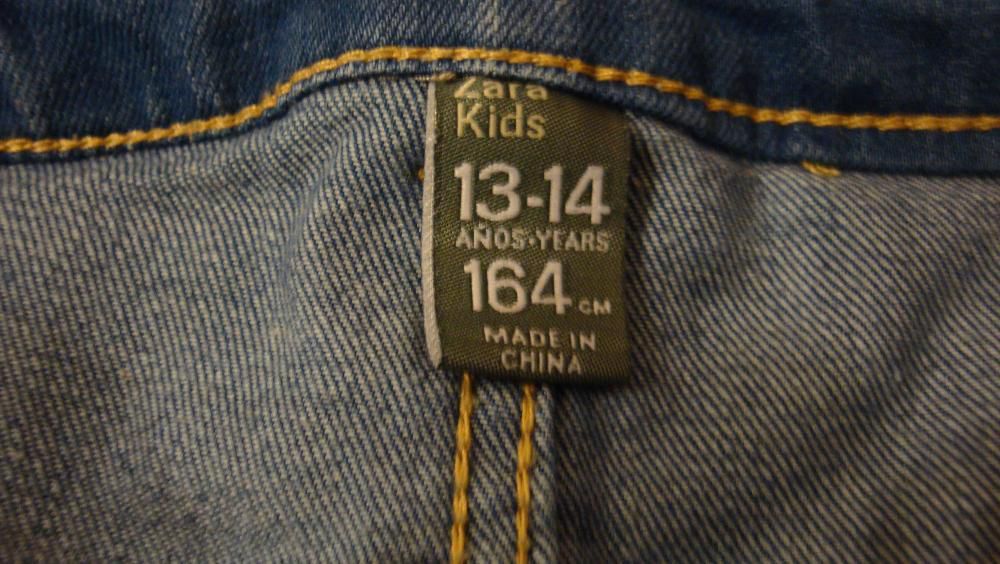 Zara
Kids
13-14
AÑOS·YEARS
164 CM
MADE IN
CHINA